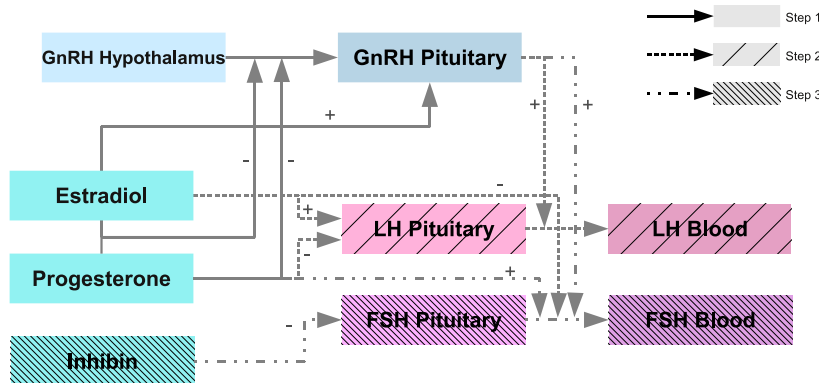 GnRH Hypothalamus
GnRH Pituitary
Step 1
Step 2
Step 3
+
+
+
-
-
Estradiol
-
+
LH Pituitary
LH Blood
-
Progesterone
+
FSH Pituitary
FSH Blood
-
Inhibin